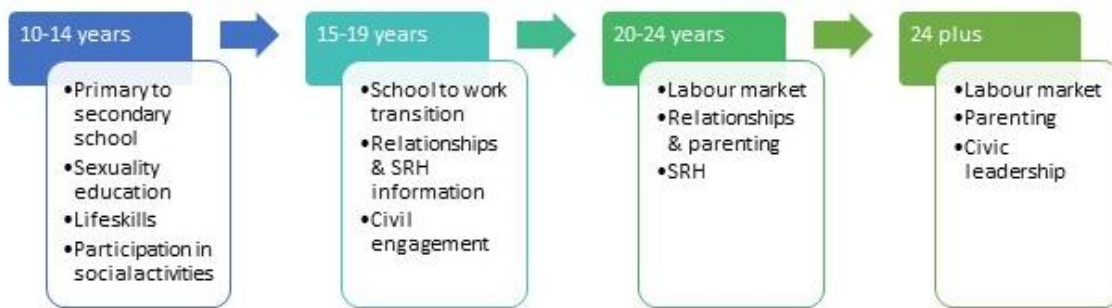 10-14 years
•Primary to
secondary
school
•Sexuality
education
•Lifeskills
•Participation in
social activities
15-19 years
•School to work
transition
•Relationships
& SRH
information
•Civil
engagement
20-24 years
•Labour market
•Relationships
& parenting
•SRH
24 plus
•Labour market
•Parenting
•Civic
leadership